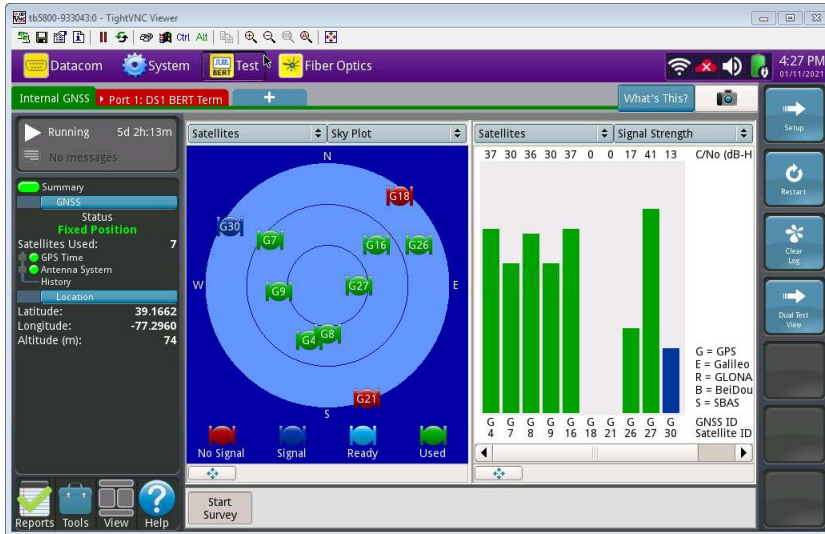 tb5800-933043:0 - TightVNC Viewer
Ctrl Alt
Datacom System Test Fiber Optics
BERT
4:27 PM
01/11/2021
Internal GNSS Port 1: DS1 BERT Term +
What's This?
Running 5d 2h:13m
No messages
Summary
GNSS
Status
Fixed Position
Satellites Used: 7
GPS Time
Antenna System
History
Location
Latitude: 39.1662
Longitude: -77.2960
Altitude (m): 74
Satellites Sky Plot
N
G18
G30
G7
G16 G26
W
G9
G27
E
G4 G8
G21
S
No Signal Signal Ready Used
Satellites Signal Strength
37 30 36 30 37 0 0 17 41 13 C/No (dB-H
G = GPS
E = Galileo
R = GLONA
B = BeiDou
S = SBAS
G G G G G G G G G G GNSS ID
4 7 8 9 16 18 21 26 27 30 Satellite ID
Setup
Restart
Clear
Log
Dual Test
View
Start
Survey
Reports Tools View Help